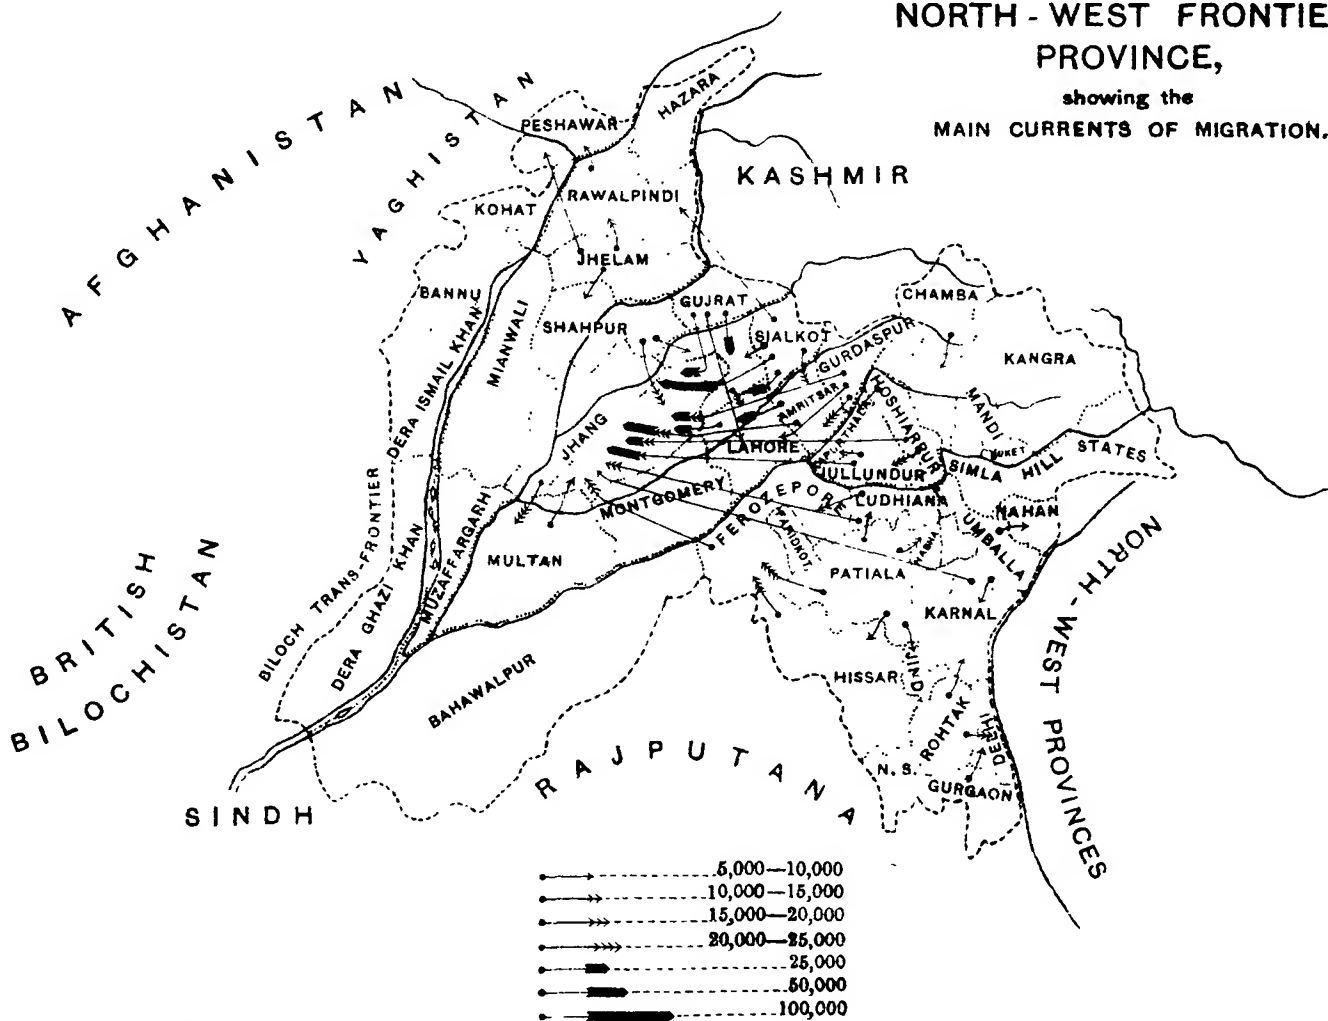 NORTH - WEST FRONTIE
PROVINCE,
showing the
MAIN CURRENTS OF MIGRATION.
AFGHANISTAN
YAGHISTAN
PESHAWAR
HAZARA
KASHMIR
KOHAT
RAWALPINDI
JHELAM
BANNU
GUJRAT
CHAMBA
SHAHPUR
SIALKOT
GURDASPUR
KANGRA
MIANWALI
DERA ISMAIL KHAN
AMRITSAR
HOSHIARPUR
MANDI
JHANG
LAHORE
KAPURTHALA
SUKET
SIMLA HILL STATES
JULLUNDUR
MONTGOMERY
FEROZEPORE
LUDHIANA
NAHAN
FARIDKOT
NABHA
UMBALLA
MULTAN
MUZAFFARGARH
PATIALA
KARNAL
BILOCH TRANS-FRONTIER
DERA GHAZI KHAN
BRITISH
BILOCHISTAN
NORTH-WEST PROVINCES
HISSAR
JIND
BAHAWALPUR
ROHTAK
DELHI
N. S.
GURGAON
RAJPUTANA
SINDH
5,000—10,000
10,000—15,000
15,000—20,000
20,000—25,000
25,000
50,000
100,000